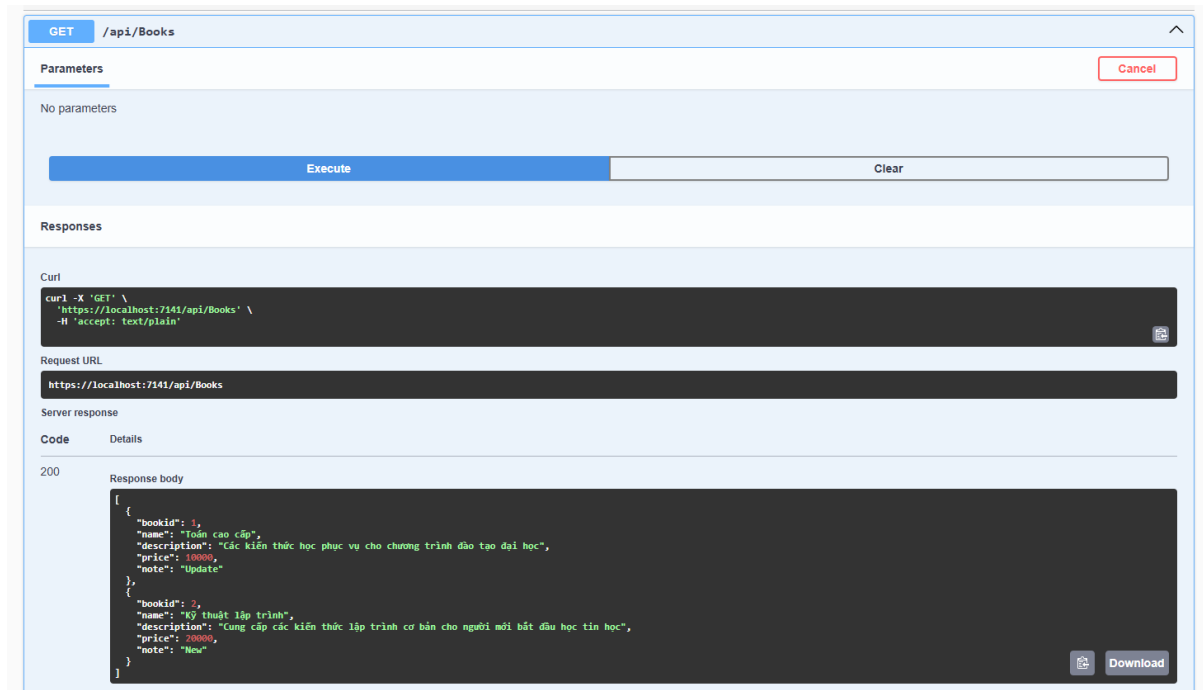 GET /api/Books
Parameters
Cancel
No parameters
Execute
Clear
Responses
Curl
curl -X 'GET' \
'https://localhost:7141/api/Books' \
-H 'accept: text/plain'
Request URL
https://localhost:7141/api/Books
Server response
Code Details
200
Response body
[
{
"bookid": 1,
"name": "Toán cao cấp",
"description": "Các kiến thức học phục vụ cho chương trình đào tạo đại học",
"price": 10000,
"note": "Update"
},
{
"bookid": 2,
"name": "Kỹ thuật lập trình",
"description": "Cung cấp các kiến thức lập trình cơ bản cho người mới bắt đầu học tin học",
"price": 20000,
"note": "New"
}
]
Download